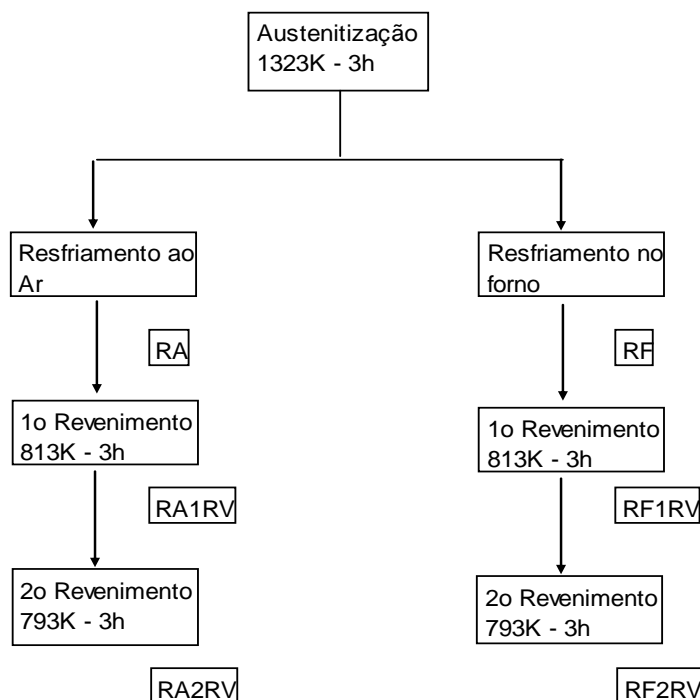 Austenitização
1323K - 3h
Resfriamento ao
Ar
Resfriamento no
forno
RA
RF
1o Revenimento
813K - 3h
1o Revenimento
813K - 3h
RA1RV
RF1RV
2o Revenimento
793K - 3h
2o Revenimento
793K - 3h
RA2RV
RF2RV